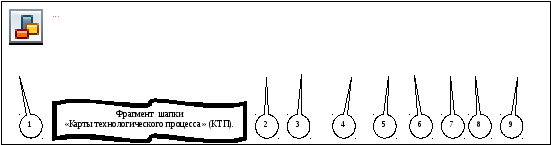 ...
Фрагмент шапки
«Карты технологического процесса» (КТП).
1 2 3 4 5 6 7 8 9